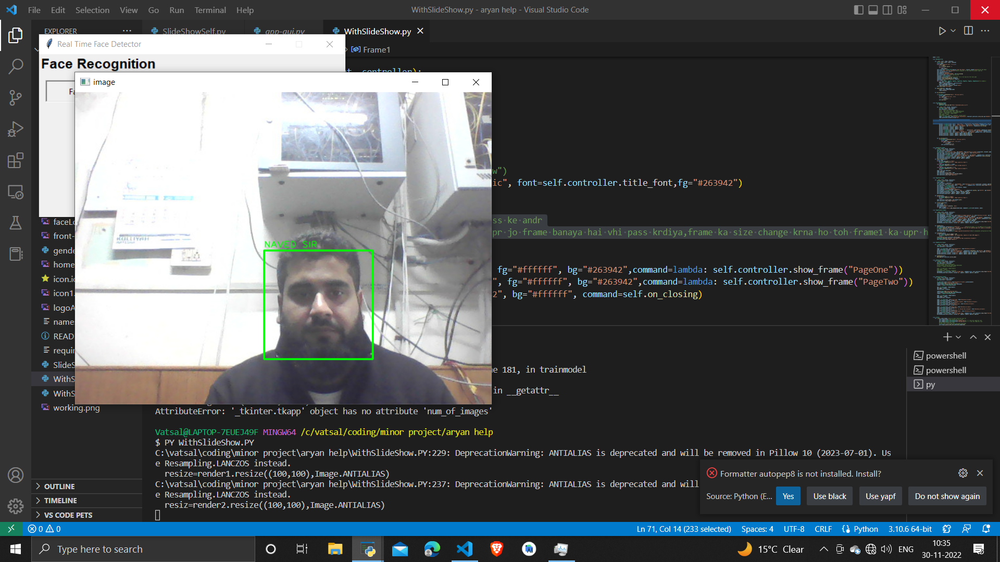 File Edit Selection View Go Run Terminal Help
WithSlideShow.py - aryan help - Visual Studio Code
EXPLORER
SlideShowSelf.py
app-gui.py
WithSlideShow.py
Real Time Face Detector
Frame1
Face Recognition
controller):
image
NAVED SIR
w")
ic", font=self.controller.title_font,fg="#263942")
ss ke andr
pr jo frame banaya hai vhi pass krdiya,frame ka size change krna ho toh frame1 ka upr h
fg="#ffffff", bg="#263942",command=lambda: self.controller.show_frame("PageOne"))
", fg="#ffffff", bg="#263942",command=lambda: self.controller.show_frame("PageTwo"))
2", bg="#ffffff", command=self.on_closing)
faceLo
front-
gende
home
icon.ic
icon1.
logoA
name
READ
requir
SlideS
WithS
WithS
working.png
OUTLINE
TIMELINE
VS CODE PETS
e 181, in trainmodel
in __getattr__
AttributeError: '_tkinter.tkapp' object has no attribute 'num_of_images'
Vatsal@LAPTOP-7EUEJ49F MINGW64 /c/vatsal/coding/minor project/aryan help
$ PY WithSlideShow.PY
C:\vatsal\coding\minor project\aryan help\WithSlideShow.PY:229: DeprecationWarning: ANTIALIAS is deprecated and will be removed in Pillow 10 (2023-07-01). Us
e Resampling.LANCZOS instead.
resize=render1.resize((100,100),Image.ANTIALIAS)
C:\vatsal\coding\minor project\aryan help\WithSlideShow.PY:237: DeprecationWarning: ANTIALIAS is deprecated and will
e Resampling.LANCZOS instead.
resiz=render2.resize((100,100),Image.ANTIALIAS)
powershell
powershell
py
Formatter autopep8 is not installed. Install?
Source: Python (E...
Yes
Use black
Use yapf
Do not show again
0 0
Ln 71, Col 14 (233 selected) Spaces: 4 UTF-8 CRLF Python 3.10.6 64-bit
Type here to search
15°C Clear
ENG
10:35
30-11-2022